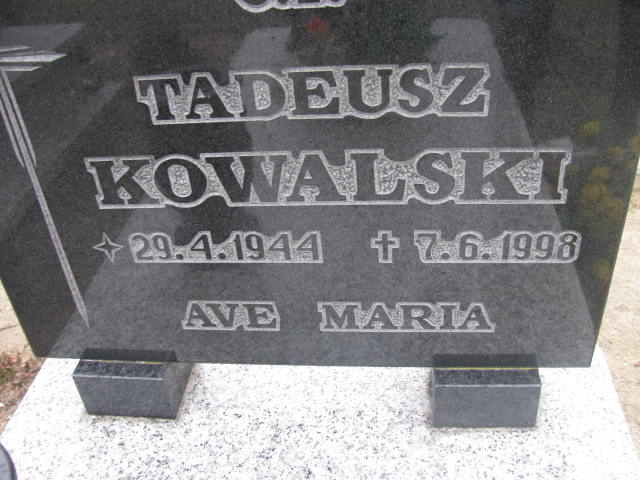 TADEUSZ
KOWALSKI
29.4.1944 † 7.6.1998
AVE MARIA